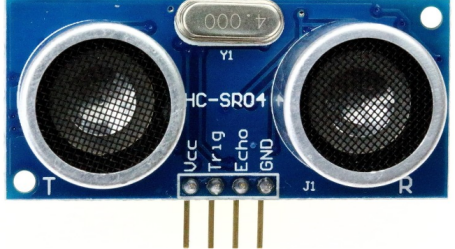 4.000
Y1
HC-SR04
Vcc
Trig
Echo
GND
T
J1
R